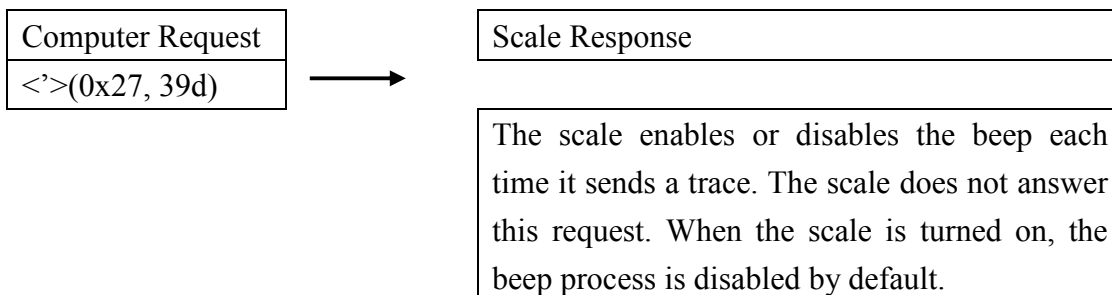 Computer Request
<’>(0x27, 39d)
Scale Response
The scale enables or disables the beep each
time it sends a trace. The scale does not answer
this request. When the scale is turned on, the
beep process is disabled by default.